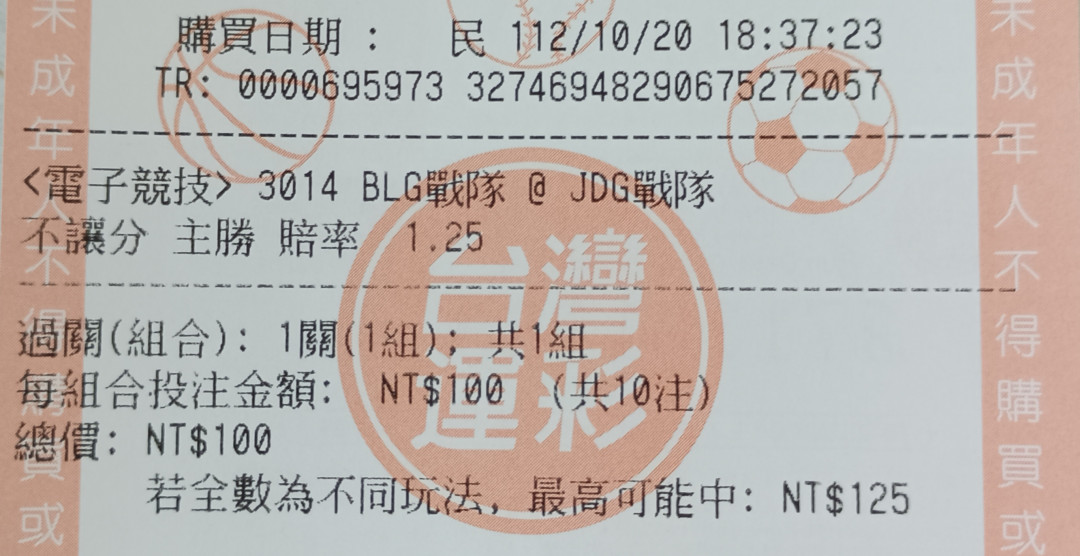 購買日期 :  民 112/10/20 18:37:23
TR: 0000695973 32746948290675272057
<電子競技> 3014 BLG戰隊 @ JDG戰隊
不讓分 主勝 賠率 1.25
過關(組合): 1關(1組); 共1組
每組合投注金額: NT$100 (共10注)
總價: NT$100
若全數為不同玩法, 最高可能中: NT$125
台灣
運彩
未成年人不得購買或
未成年人不得購買或